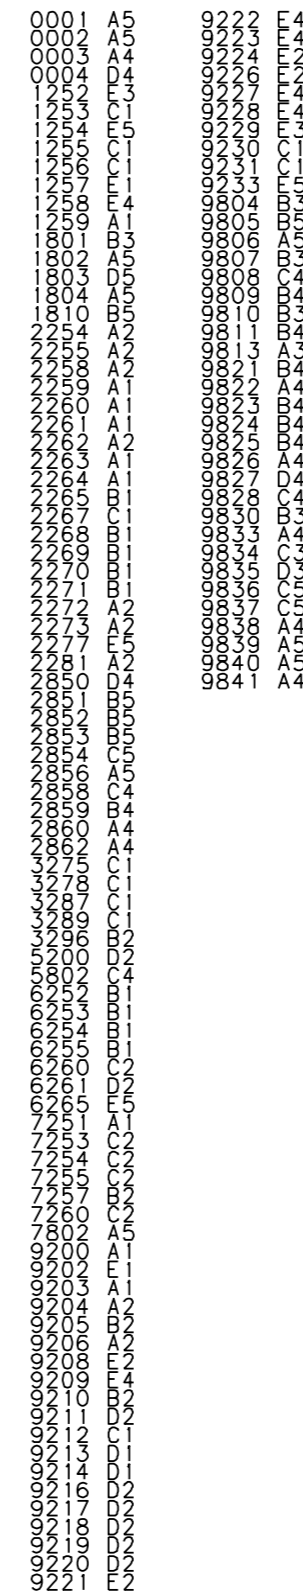 0001 A5
0002 A5
0003 A4
0004 D4
1252 E3
1253 C1
1254 E5
1255 C1
1256 C1
1257 E1
1258 E4
1259 A1
1801 B3
1802 A5
1803 D5
1804 A5
1810 B5
2254 A2
2255 A2
2258 A2
2259 A1
2260 A1
2261 A1
2262 A2
2263 A1
2264 A1
2265 B1
2267 C1
2268 B1
2269 B1
2270 B1
2271 B1
2272 A2
2273 A2
2277 E5
2281 A2
2850 D4
2851 B5
2852 B5
2853 B5
2854 C5
2856 A5
2858 C4
2859 B4
2860 A4
2862 A4
3275 C1
3278 C1
3287 C1
3289 C1
3296 B2
5200 D2
5802 C4
6252 B1
6253 B1
6254 B1
6255 B1
6260 C2
6261 D2
6265 E5
7251 A1
7253 C2
7254 C2
7255 C2
7257 B2
7260 C2
7802 A5
9200 A1
9202 E1
9203 A1
9204 A2
9205 B2
9206 A2
9208 E2
9209 E4
9210 B2
9211 D2
9212 C1
9213 D1
9214 D1
9216 D2
9217 D2
9218 D2
9219 D2
9220 D2
9221 E2
9222 E4
9223 E4
9224 E2
9226 E2
9227 E4
9228 E4
9229 E3
9230 C1
9231 C1
9233 E5
9804 B3
9805 B5
9806 A5
9807 B3
9808 C4
9809 B4
9810 B3
9811 B4
9813 A3
9821 B4
9822 A4
9823 B4
9824 B4
9825 B4
9826 A4
9827 D4
9828 C4
9830 B3
9833 A4
9834 C3
9835 D3
9836 C5
9837 C5
9838 A4
9839 A5
9840 A5
9841 A4